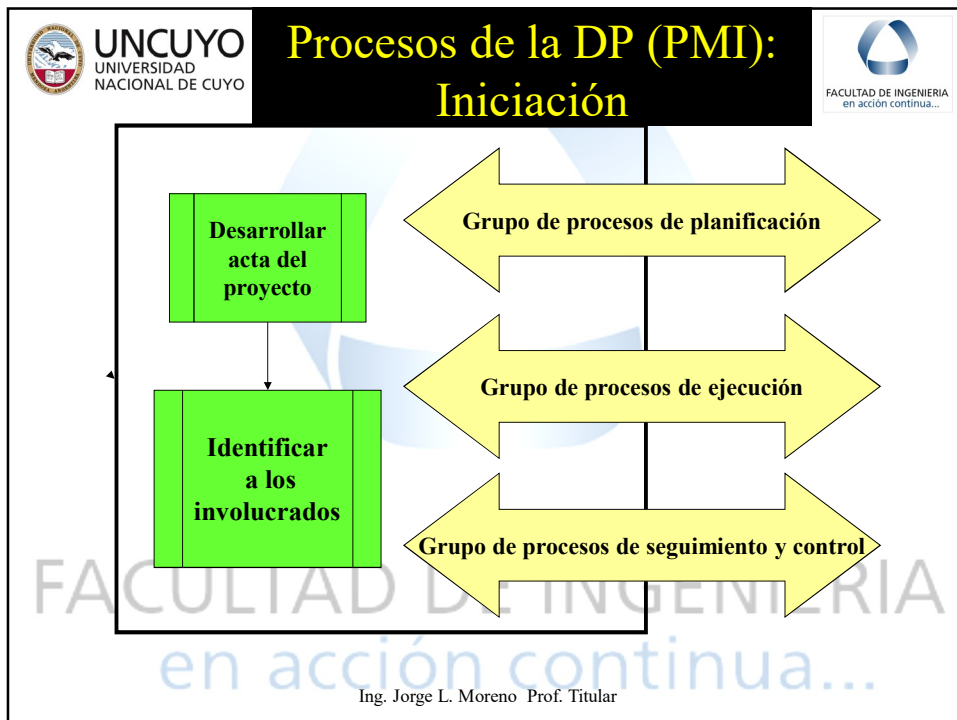 UNCUYO
UNIVERSIDAD
NACIONAL DE CUYO
Procesos de la DP (PMI):
Iniciación
FACULTAD DE INGENIERIA
en acción continua...
Desarrollar
acta del
proyecto
Identificar
a los
involucrados
Grupo de procesos de planificación
Grupo de procesos de ejecución
Grupo de procesos de seguimiento y control
FACULTAD DE INGENIERIA
en acción continua...
Ing. Jorge L. Moreno Prof. Titular